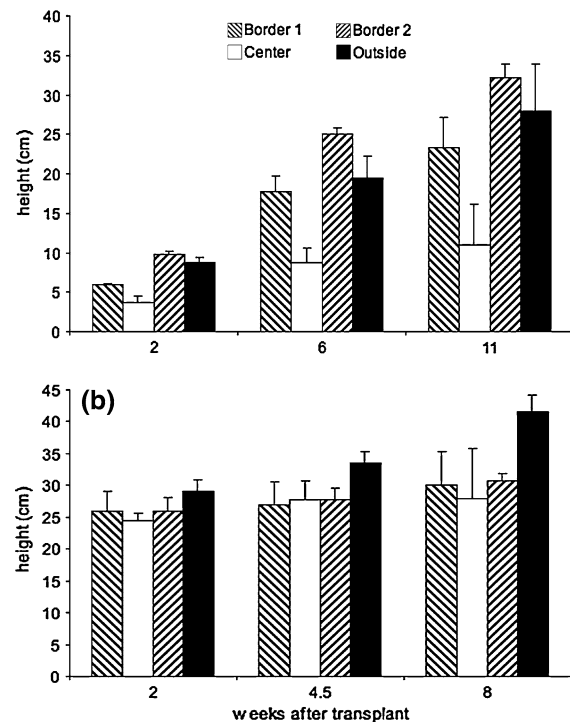 40
35
30
25
20
15
10
5
0
height (cm)
Border 1 Border 2
Center Outside
2 6 11
(b)
45
40
35
30
25
20
15
10
5
0
height (cm)
2 4.5 8
weeks after transplant